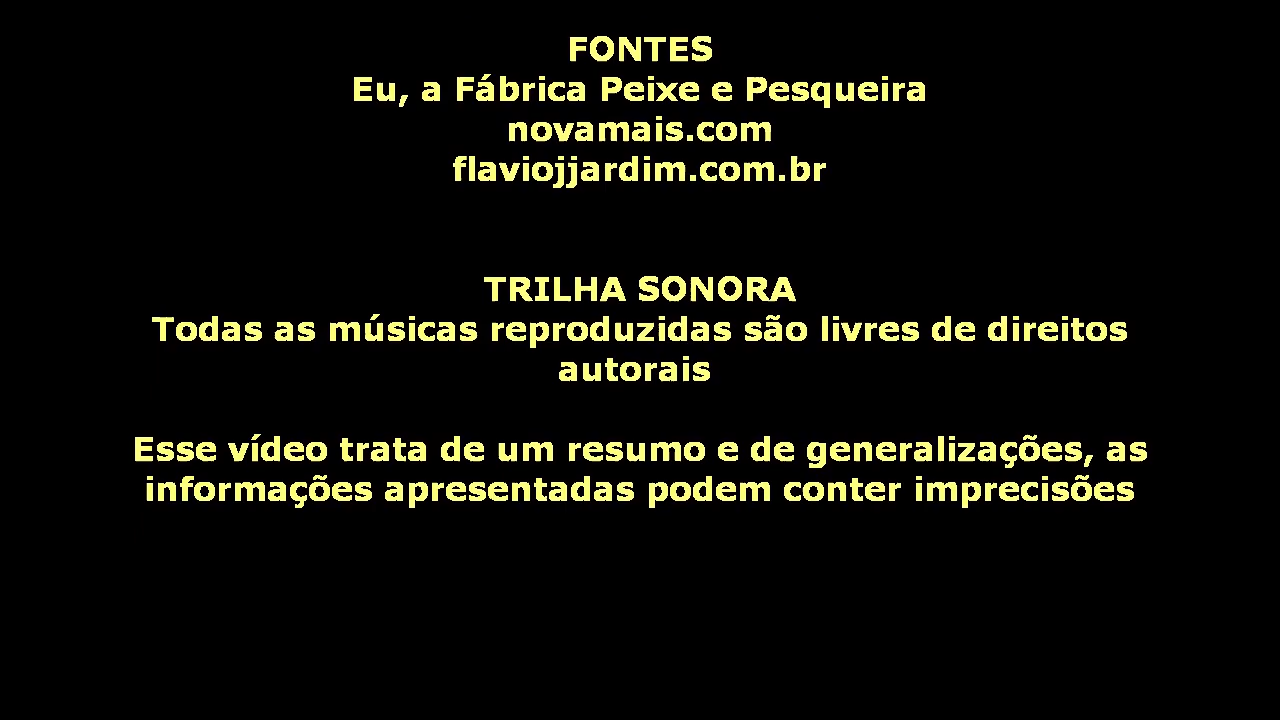 FONTES
Eu, a Fábrica Peixe e Pesqueira
novamais.com
flaviojjardim.com.br
TRILHA SONORA
Todas as músicas reproduzidas são livres de direitos
autorais
Esse vídeo trata de um resumo e de generalizações, as
informações apresentadas podem conter imprecisões